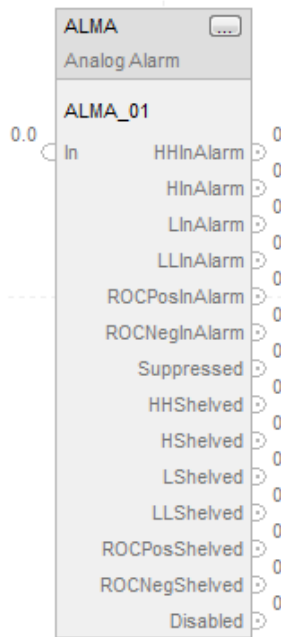 ALMA ...
Analog Alarm
ALMA_01
0.0 In HHInAlarm 0
HInAlarm 0
LInAlarm 0
LLInAlarm 0
ROCPosInAlarm 0
ROCNegInAlarm 0
Suppressed 0
HHShelved 0
HShelved 0
LShelved 0
LLShelved 0
ROCPosShelved 0
ROCNegShelved 0
Disabled 0